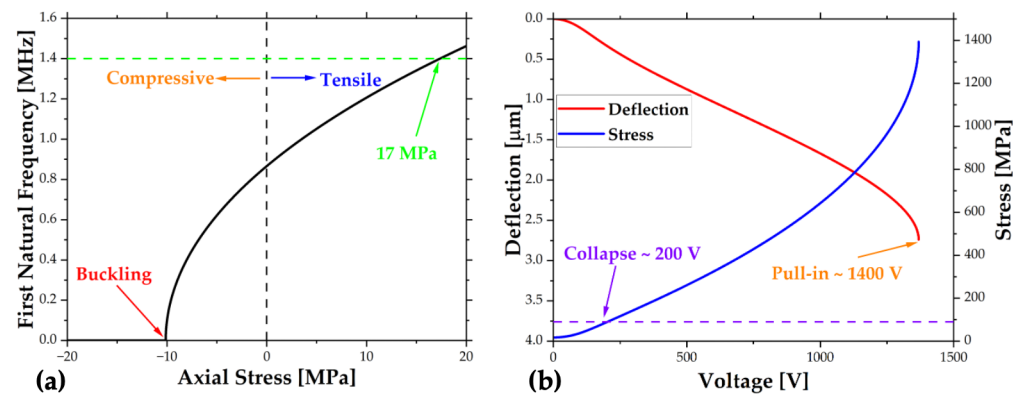 First Natural Frequency [MHz]
1.6
1.4
1.2
1.0
0.8
0.6
0.4
0.2
0.0
Compressive
Tensile
17 MPa
Buckling
−20
−10
0
10
20
Axial Stress [MPa]
(a)
Deflection [μm]
0.0
0.5
1.0
1.5
2.0
2.5
3.0
3.5
4.0
Deflection
Stress
Collapse ~ 200 V
Pull-in ~ 1400 V
1400
1200
1000
800
600
400
200
0
Stress [MPa]
0
500
1000
1500
Voltage [V]
(b)